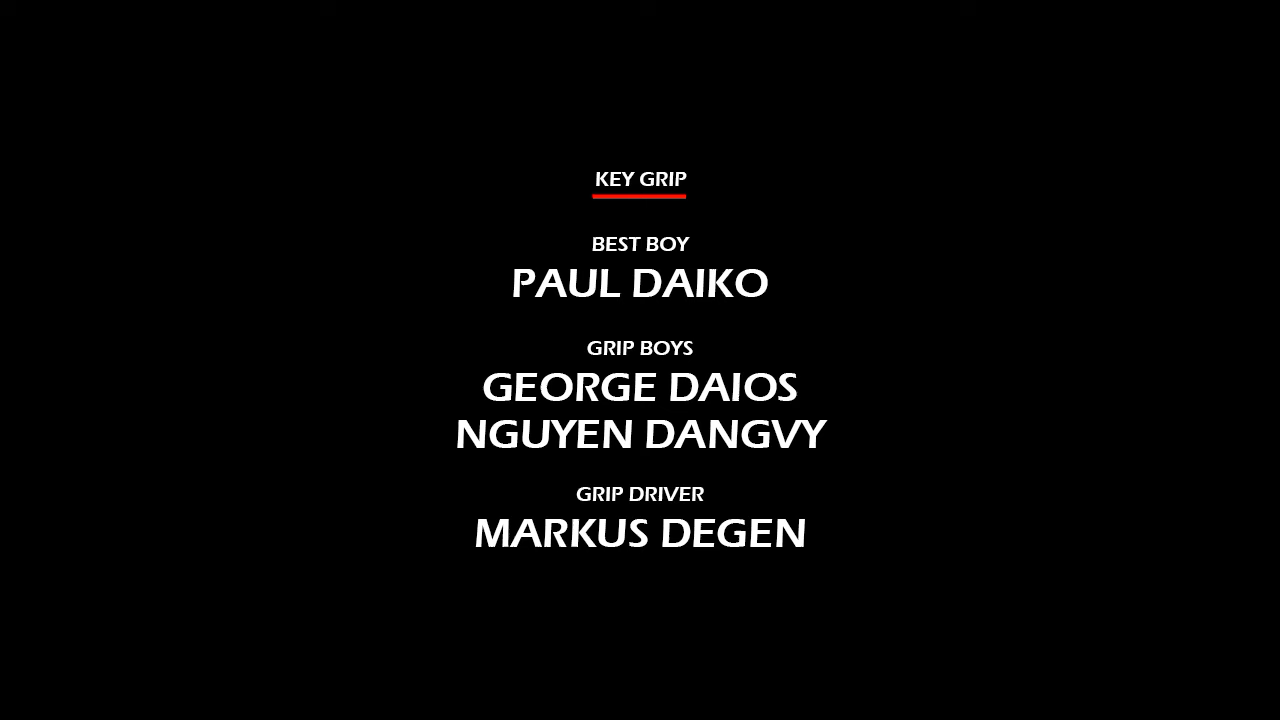 KEY GRIP
BEST BOY
PAUL DAIKO
GRIP BOYS
GEORGE DAIOS
NGUYEN DANGVY
GRIP DRIVER
MARKUS DEGEN